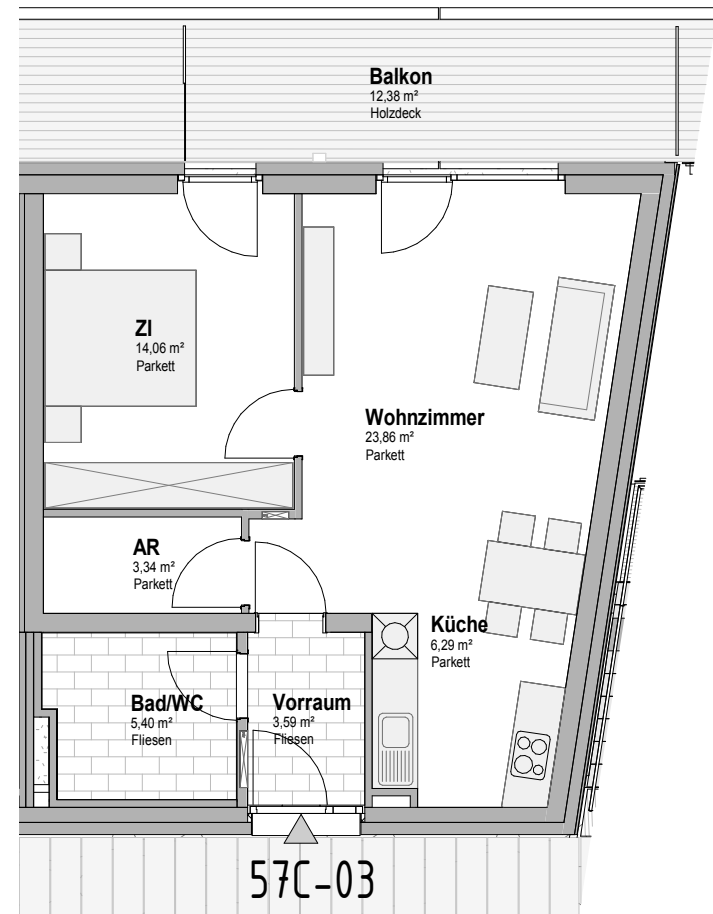 Balkon
12,38 m²
Holzdeck
ZI
14,06 m²
Parkett
Wohnzimmer
23,86 m²
Parkett
AR
3,34 m²
Parkett
Küche
6,29 m²
Parkett
Bad/WC
5,40 m²
Fliesen
Vorraum
3,59 m²
Fliesen
57C-03